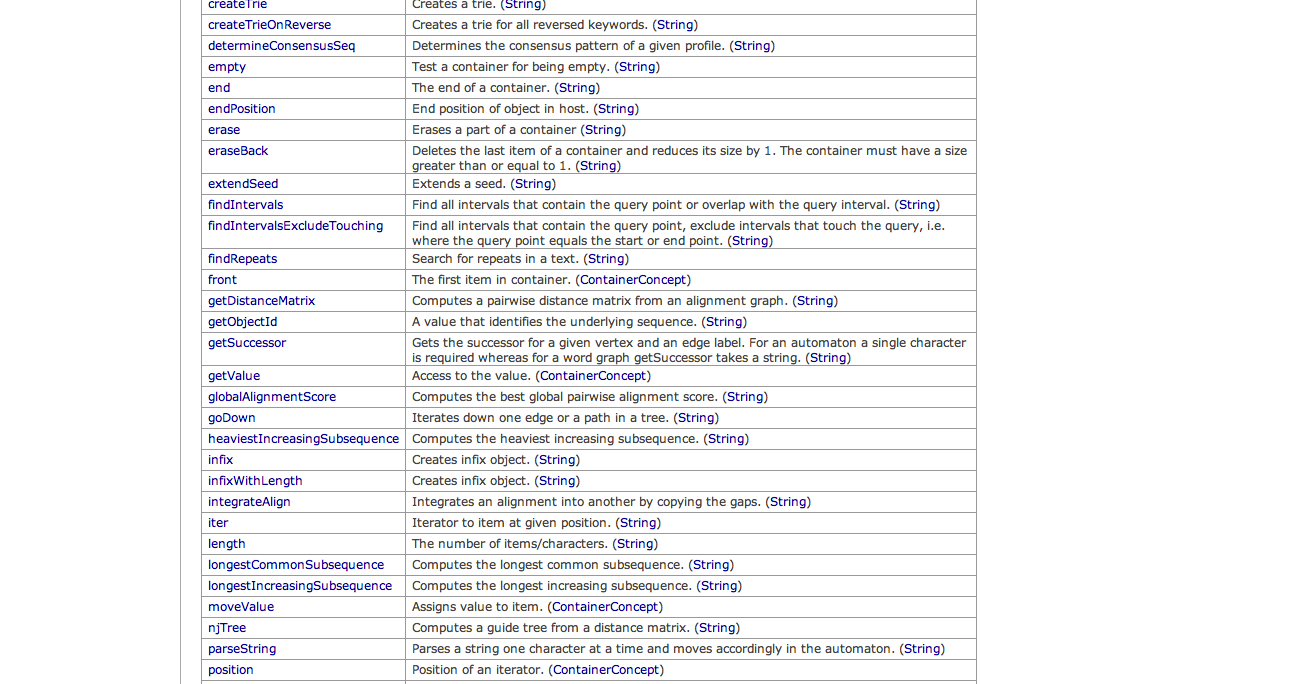 createTrie Creates a trie. (String)
createTrieOnReverse Creates a trie for all reversed keywords. (String)
determineConsensusSeq Determines the consensus pattern of a given profile. (String)
empty Test a container for being empty. (String)
end The end of a container. (String)
endPosition End position of object in host. (String)
erase Erases a part of a container (String)
eraseBack Deletes the last item of a container and reduces its size by 1. The container must have a size
greater than or equal to 1. (String)
extendSeed Extends a seed. (String)
findIntervals Find all intervals that contain the query point or overlap with the query interval. (String)
findIntervalsExcludeTouching Find all intervals that contain the query point, exclude intervals that touch the query, i.e.
where the query point equals the start or end point. (String)
findRepeats Search for repeats in a text. (String)
front The first item in container. (ContainerConcept)
getDistanceMatrix Computes a pairwise distance matrix from an alignment graph. (String)
getObjectId A value that identifies the underlying sequence. (String)
getSuccessor Gets the successor for a given vertex and an edge label. For an automaton a single character
is required whereas for a word graph getSuccessor takes a string. (String)
getValue Access to the value. (ContainerConcept)
globalAlignmentScore Computes the best global pairwise alignment score. (String)
goDown Iterates down one edge or a path in a tree. (String)
heaviestIncreasingSubsequence Computes the heaviest increasing subsequence. (String)
infix Creates infix object. (String)
infixWithLength Creates infix object. (String)
integrateAlign Integrates an alignment into another by copying the gaps. (String)
iter Iterator to item at given position. (String)
length The number of items/characters. (String)
longestCommonSubsequence Computes the longest common subsequence. (String)
longestIncreasingSubsequence Computes the longest increasing subsequence. (String)
moveValue Assigns value to item. (ContainerConcept)
njTree Computes a guide tree from a distance matrix. (String)
parseString Parses a string one character at a time and moves accordingly in the automaton. (String)
position Position of an iterator. (ContainerConcept)